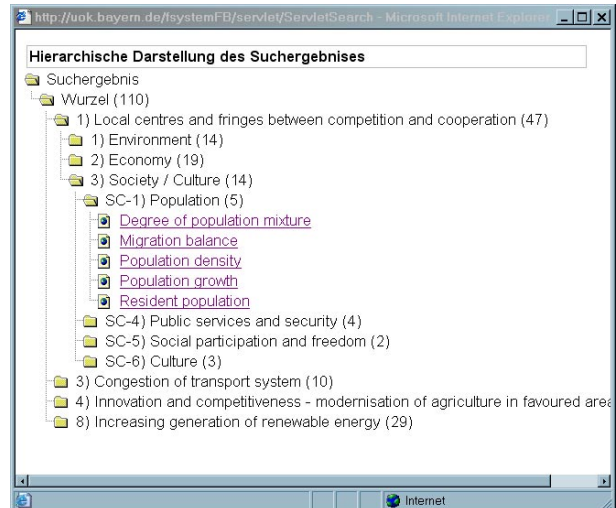 http://uok.bayern.de/fsystemFB/servlet/ServletSearch - Microsoft Internet Explorer
Hierarchische Darstellung des Suchergebnises
Suchergebnis
Wurzel (110)
1) Local centres and fringes between competition and cooperation (47)
1) Environment (14)
2) Economy (19)
3) Society / Culture (14)
SC-1) Population (5)
Degree of population mixture
Migration balance
Population density
Population growth
Resident population
SC-4) Public services and security (4)
SC-5) Social participation and freedom (2)
SC-6) Culture (3)
3) Congestion of transport system (10)
4) Innovation and competitiveness - modernisation of agriculture in favoured area
8) Increasing generation of renewable energy (29)
Internet